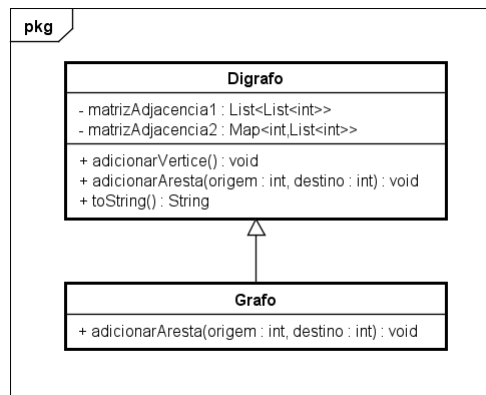 pkg
Digrafo
- matrizAdjacencia1 : List<List<int>>
- matrizAdjacencia2 : Map<int,List<int>>
+ adicionarVertice() : void
+ adicionarAresta(origem : int, destino : int) : void
+ toString() : String
Grafo
+ adicionarAresta(origem : int, destino : int) : void